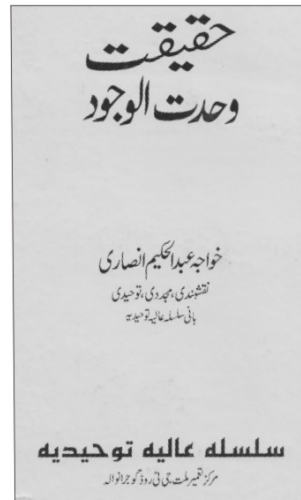 حقیقت
وحدت الوجود
خواجہ عبدالحکیم انصاری
نقشبندی، مجددی، توحیدی
بانی سلسلہ عالیہ توحیدیہ
سلسلہ عالیہ توحیدیہ
مرکز تعمیر ملت جی ٹی روڈ گوجرانوالہ